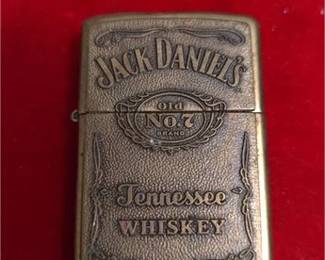 JACK DANIEL'S
Old
NO.7
BRAND
Tennessee
WHISKEY